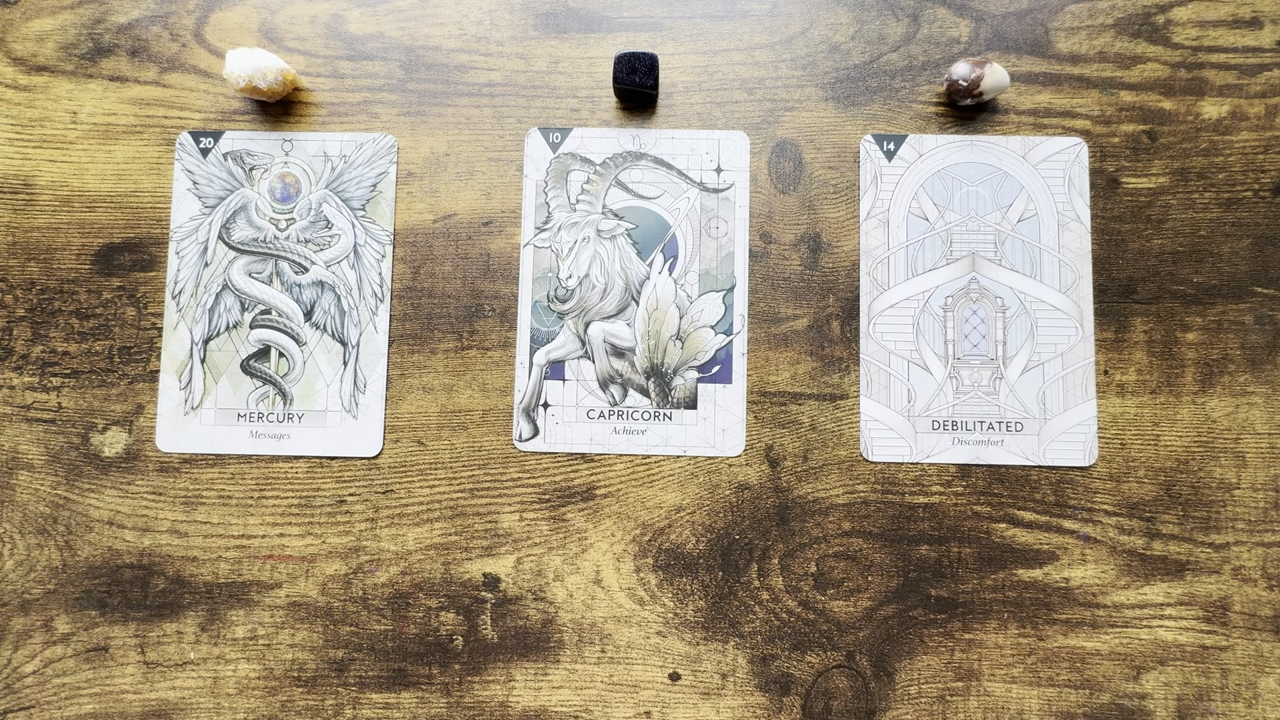 20
MERCURY
Messages
10
CAPRICORN
Achieve
14
DEBILITATED
Discomfort